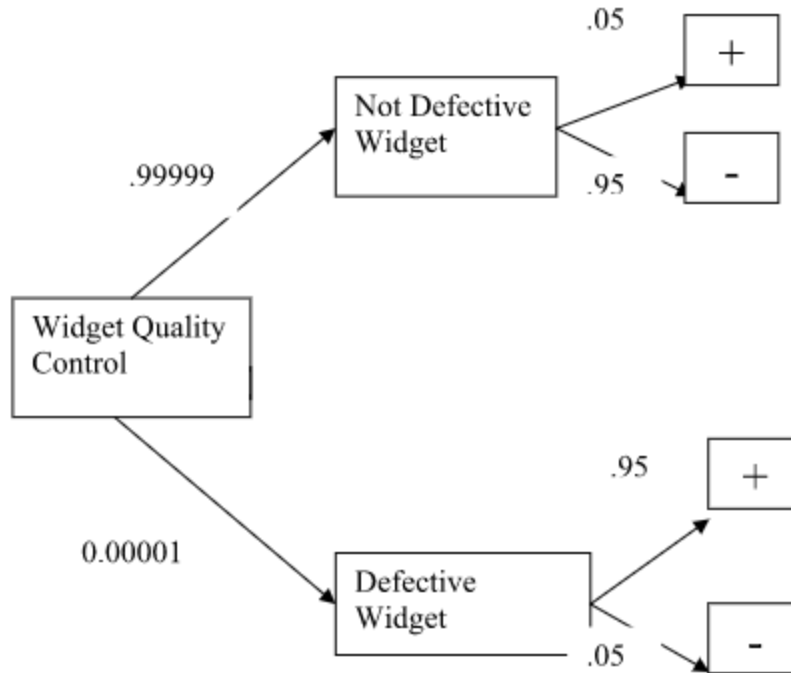 .05
+
Not Defective
Widget
.99999
.95
-
Widget Quality
Control
.95
+
0.00001
Defective
Widget
.05
-